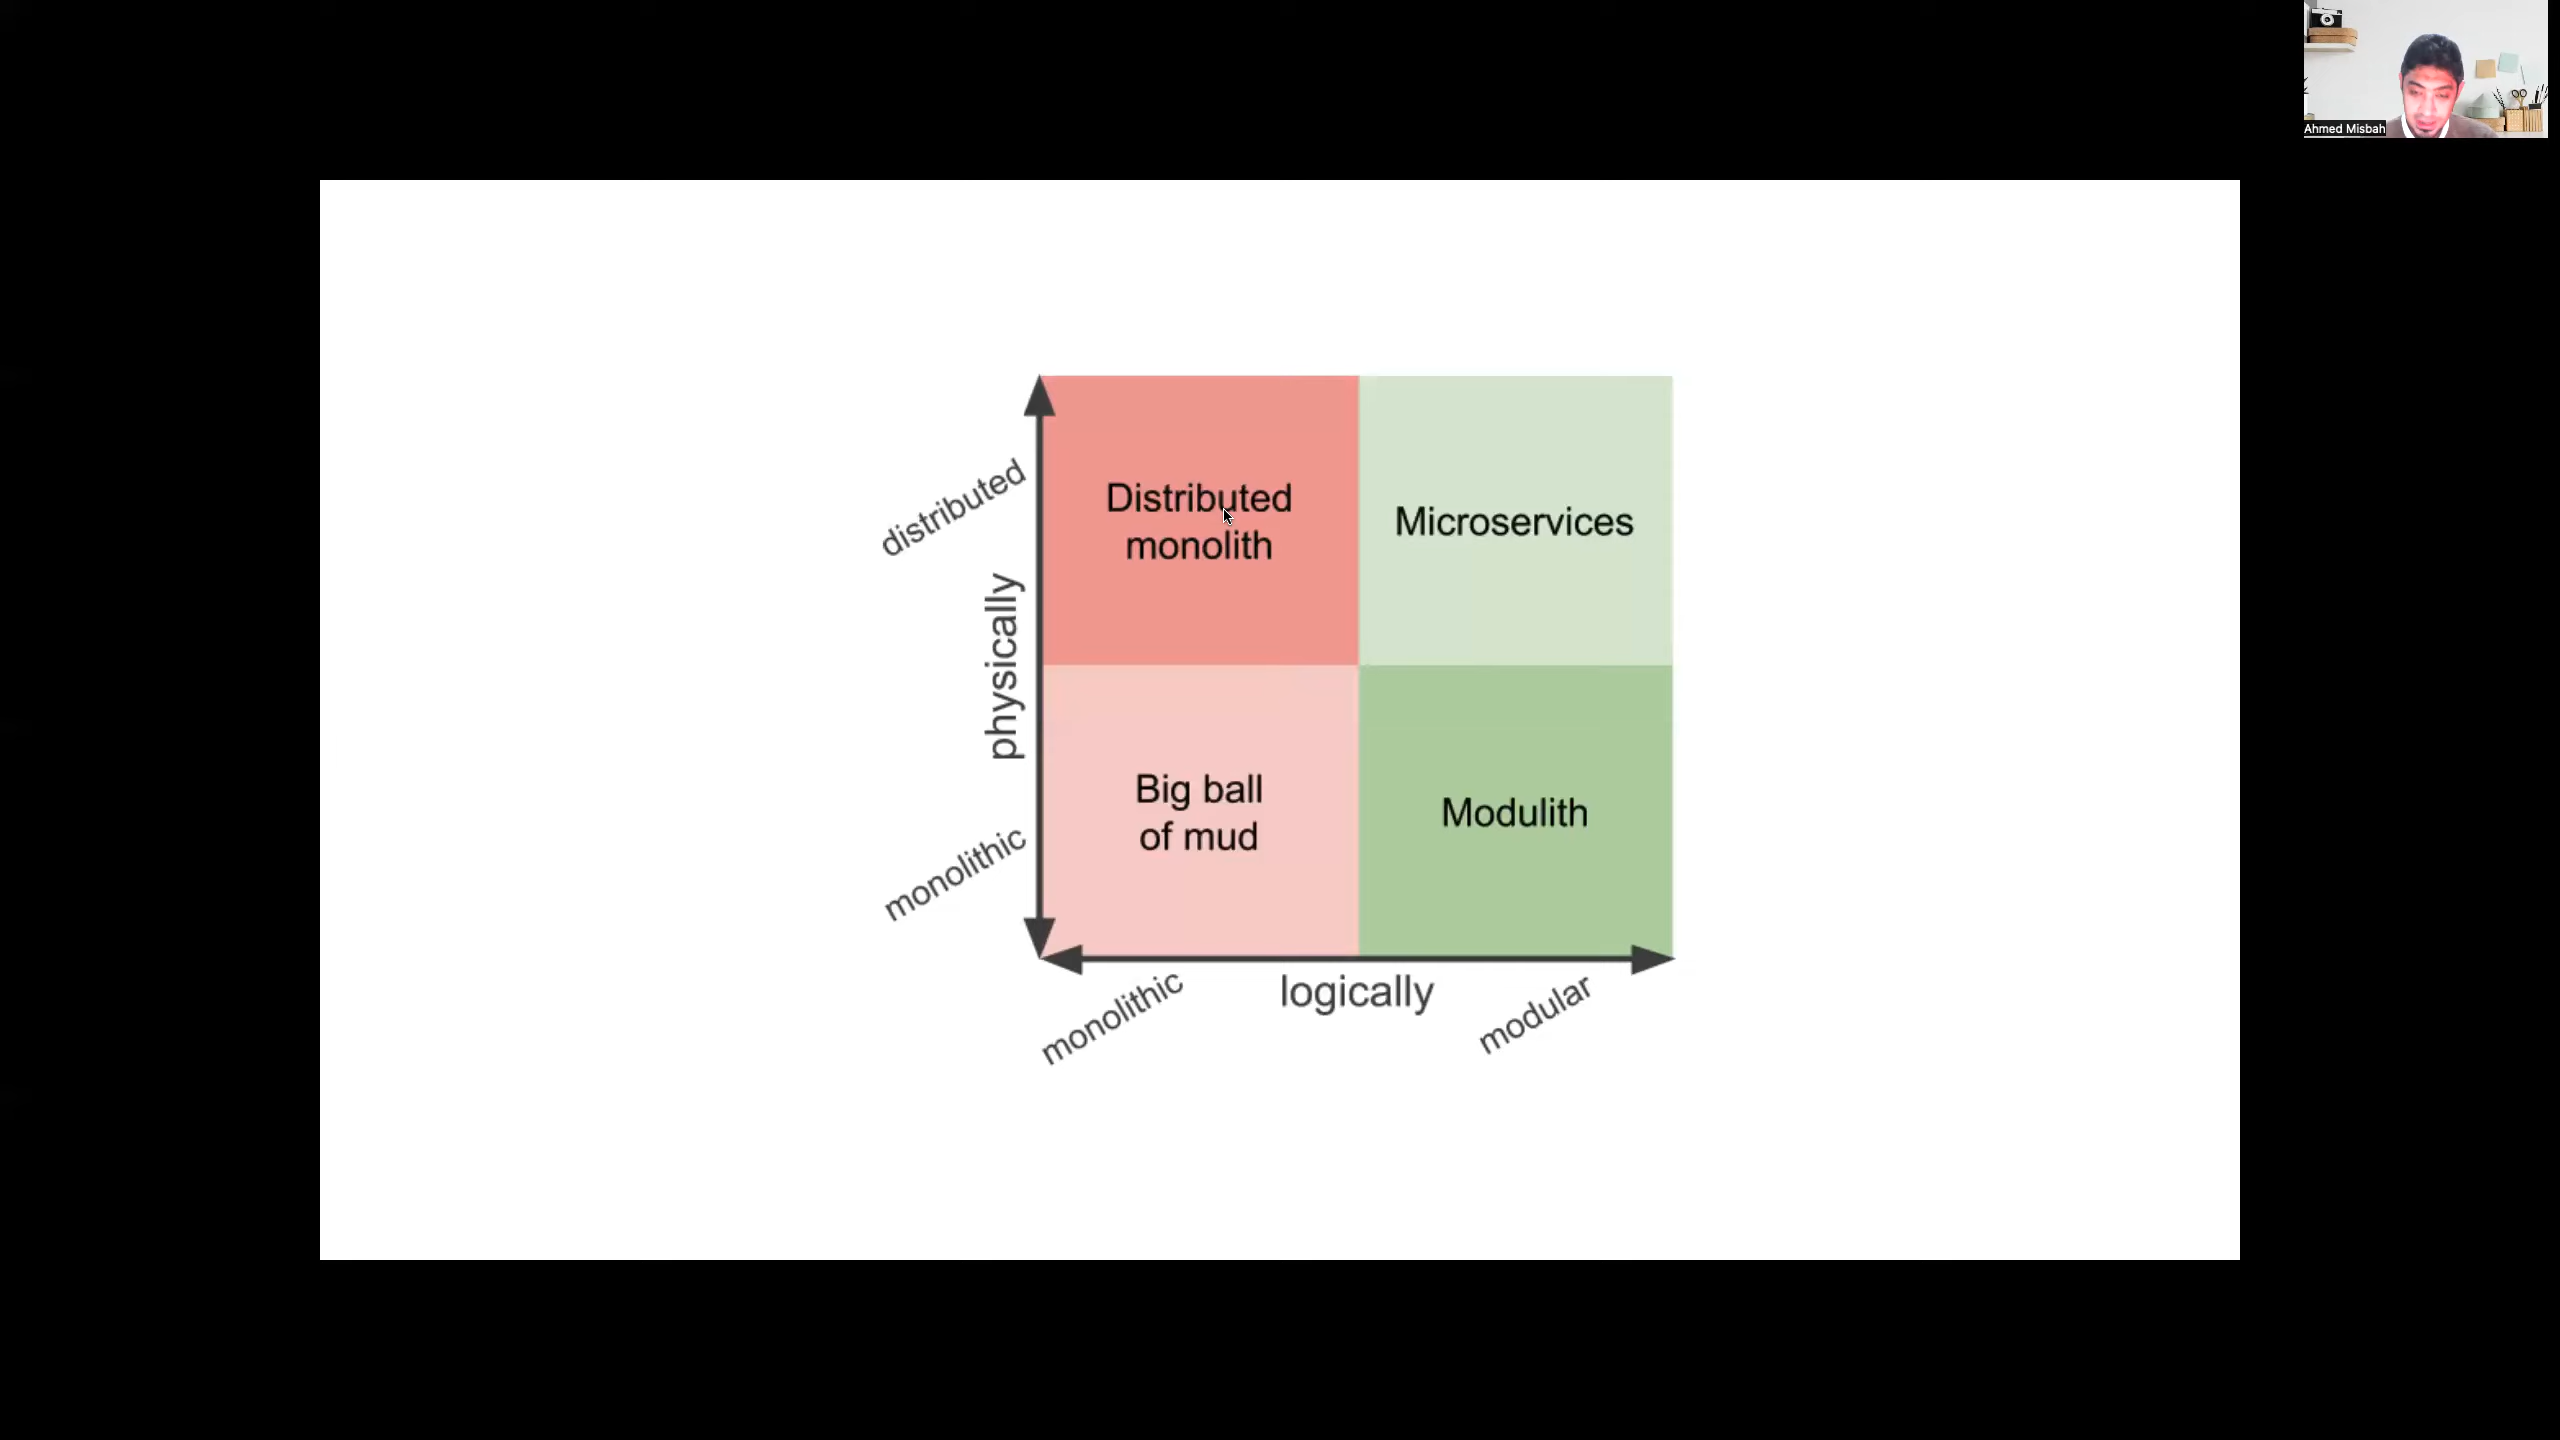 Ahmed Misbah
distributed
Distributed
monolith
Microservices
physically
monolithic
Big ball
of mud
Modulith
monolithic
logically
modular